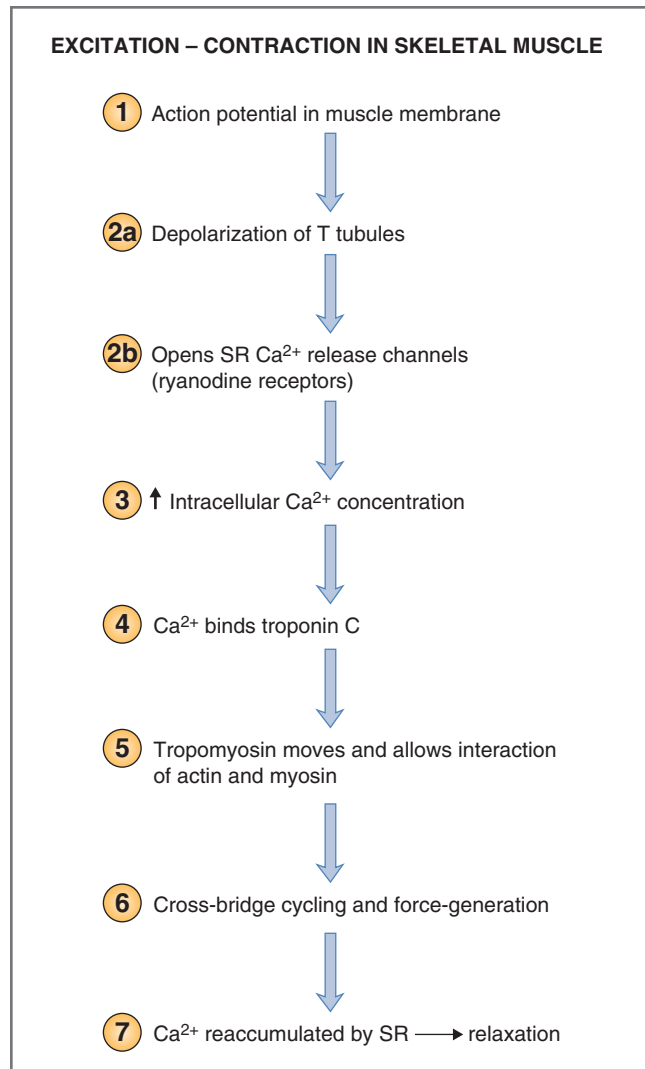 EXCITATION – CONTRACTION IN SKELETAL MUSCLE
1 Action potential in muscle membrane
2a Depolarization of T tubules
2b Opens SR Ca²⁺ release channels
(ryanodine receptors)
3 ↑ Intracellular Ca²⁺ concentration
4 Ca²⁺ binds troponin C
5 Tropomyosin moves and allows interaction
of actin and myosin
6 Cross-bridge cycling and force-generation
7 Ca²⁺ reaccumulated by SR → relaxation